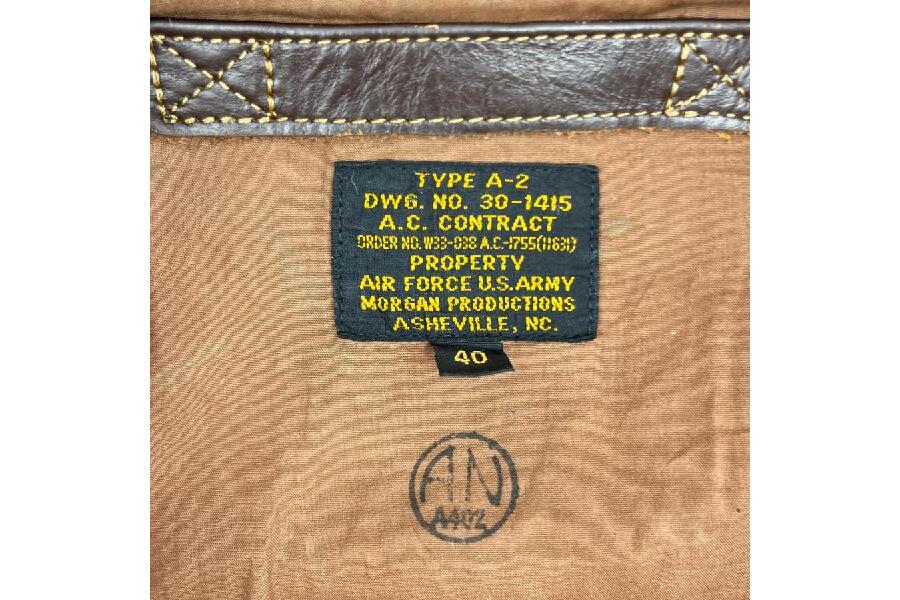 TYPE A-2
DWG. NO. 30-1415
A.C. CONTRACT
ORDER NO. W33-038 A.C.-1755(11631)
PROPERTY
AIR FORCE U.S.ARMY
MORGAN PRODUCTIONS
ASHEVILLE, NC.
40
AN
A402